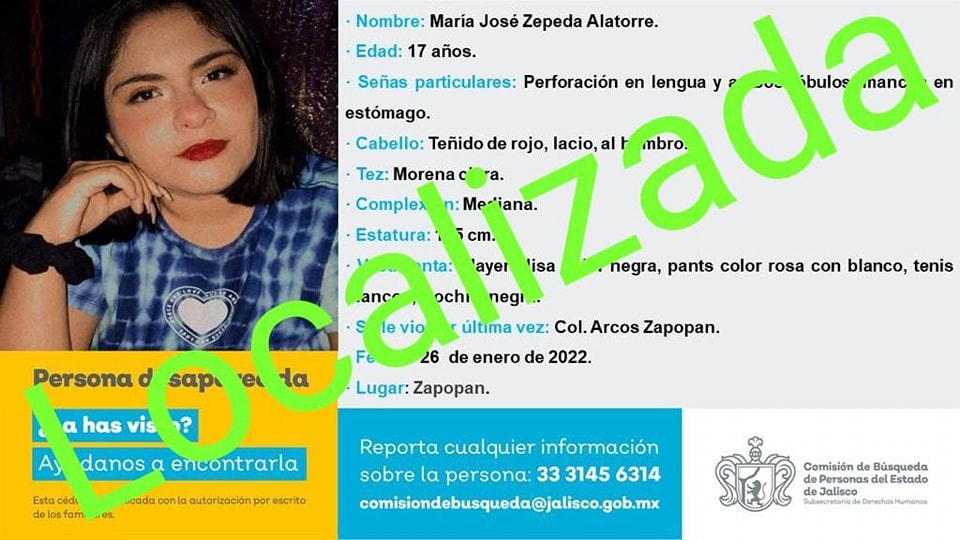 · Nombre: María José Zepeda Alatorre.
· Edad: 17 años.
· Señas particulares: Perforación en lengua y en
estómago.
· Cabello: Teñido de rojo, lacio, al
· Tez: Morena
· Mediana.
· Estatura: cm.
· lisa negra, pants color rosa con blanco, tenis
· última vez: Col. Arcos Zapopan.
· 26 de enero de 2022.
· Lugar: Zapopan.
Localizada
Persona
has
a encontrarla
Esta con la autorización por escrito
de los
Reporta cualquier información
sobre la persona: 33 3145 6314
comisiondebusqueda@jalisco.gob.mx
Comisión de Búsqueda
de Personas del Estado
de Jalisco
Subsecretaría de Derechos Humanos